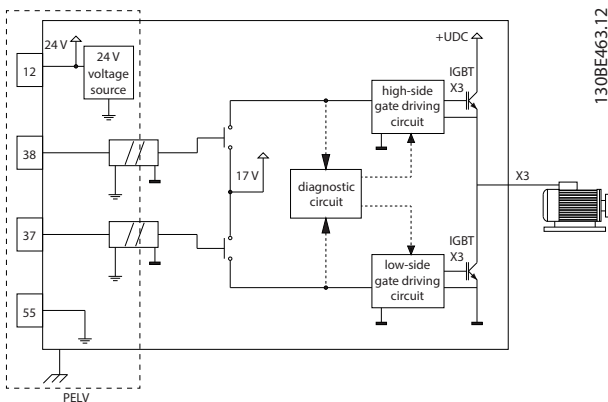 130BE463.12
+UDC
24 V
12
24 V
voltage
source
IGBT
X3
high-side
gate driving
circuit
38
17 V
diagnostic
circuit
X3
37
IGBT
X3
low-side
gate driving
circuit
55
PELV